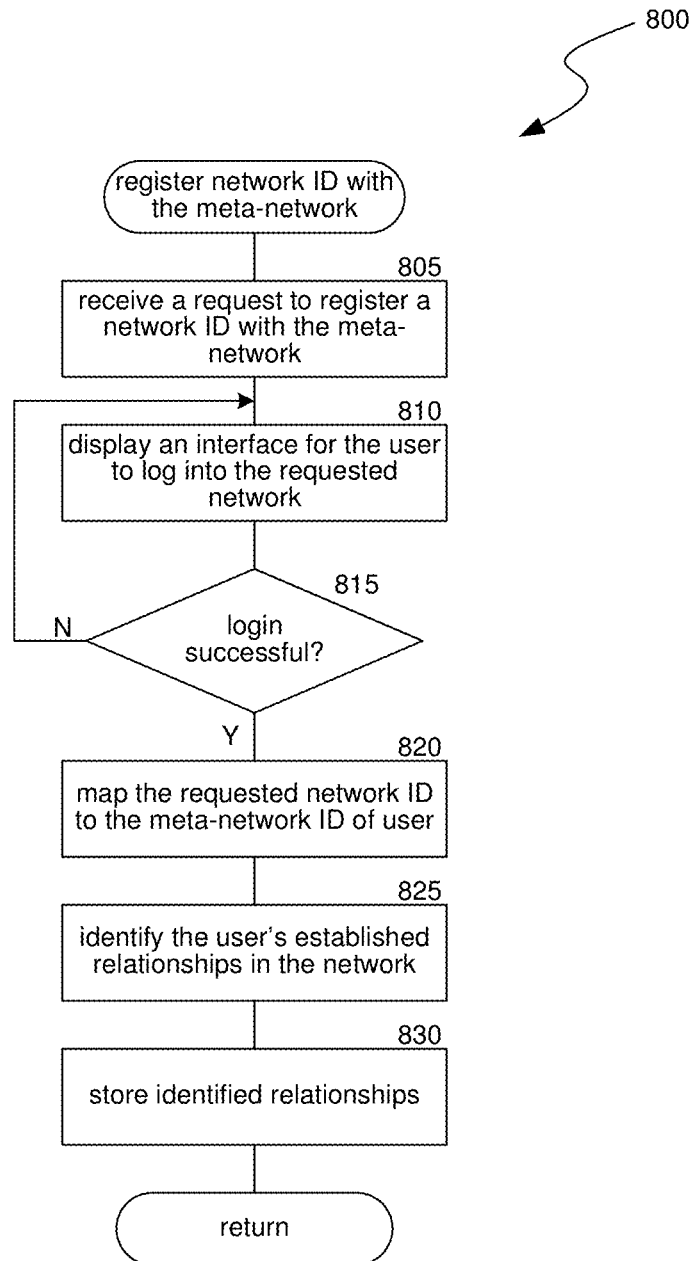 800
register network ID with
the meta-network
805
receive a request to register a
network ID with the meta-
network
810
display an interface for the user
to log into the requested
network
815
login
successful?
N
Y
820
map the requested network ID
to the meta-network ID of user
825
identify the user's established
relationships in the network
830
store identified relationships
return